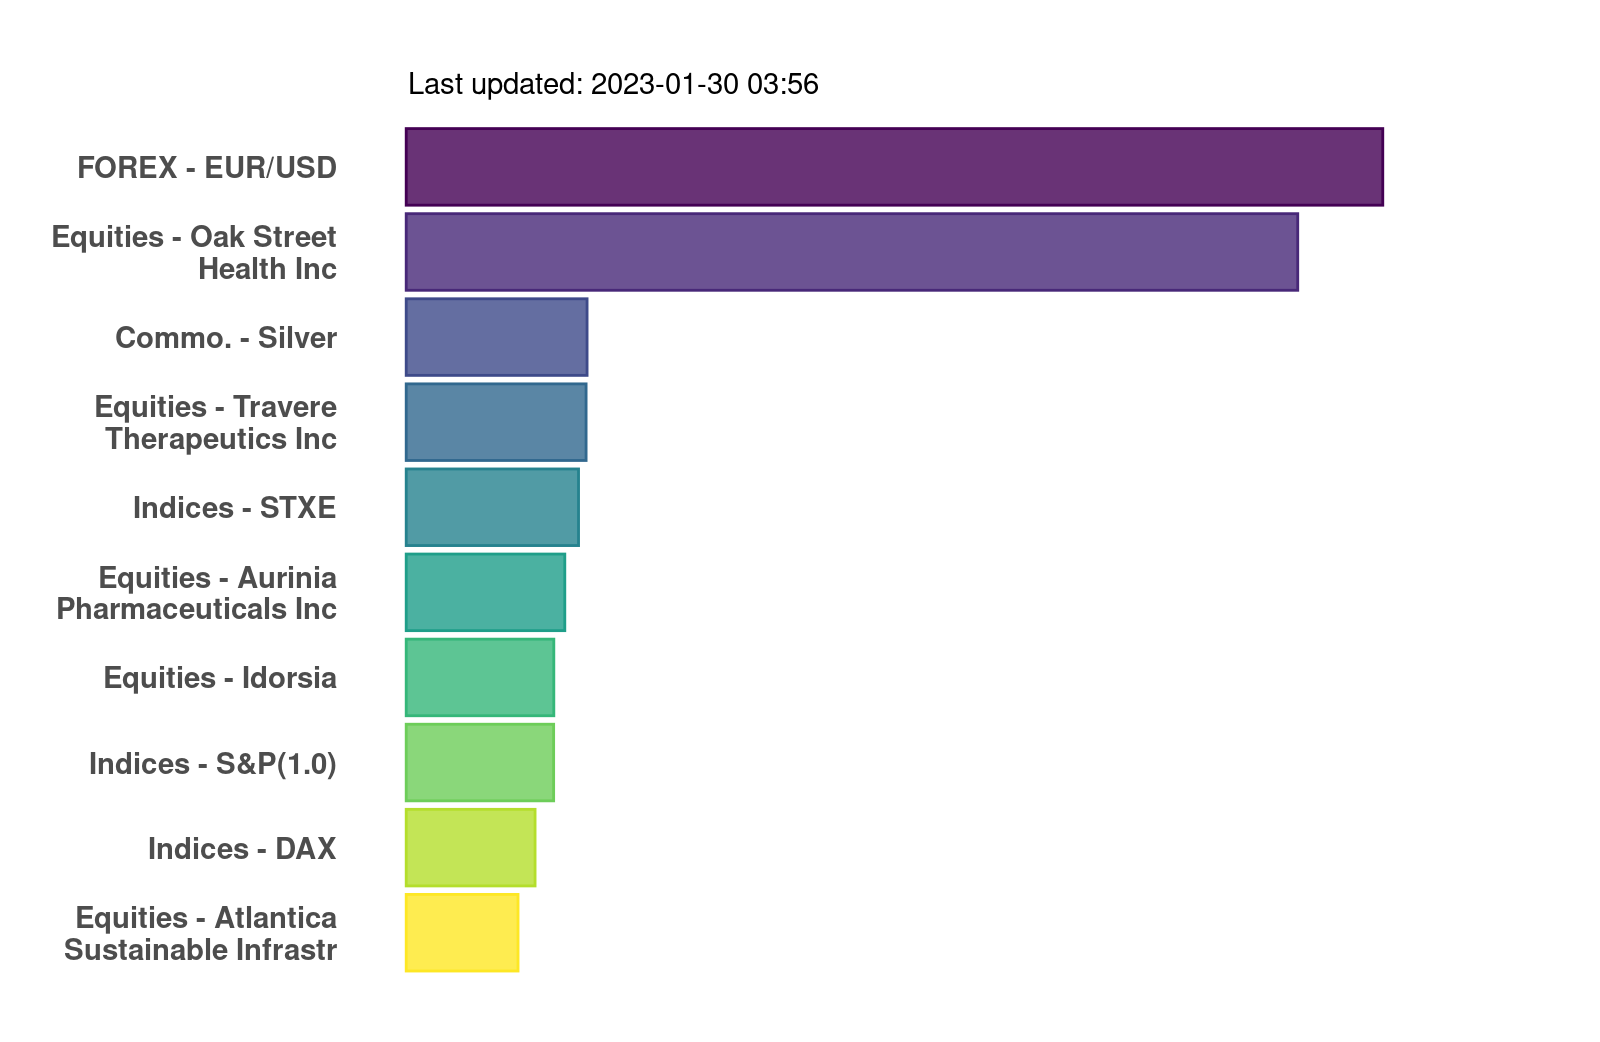 Last updated: 2023-01-30 03:56
FOREX - EUR/USD
Equities - Oak Street
Health Inc
Commo. - Silver
Equities - Travere
Therapeutics Inc
Indices - STXE
Equities - Aurinia
Pharmaceuticals Inc
Equities - Idorsia
Indices - S&P(1.0)
Indices - DAX
Equities - Atlantica
Sustainable Infrastr